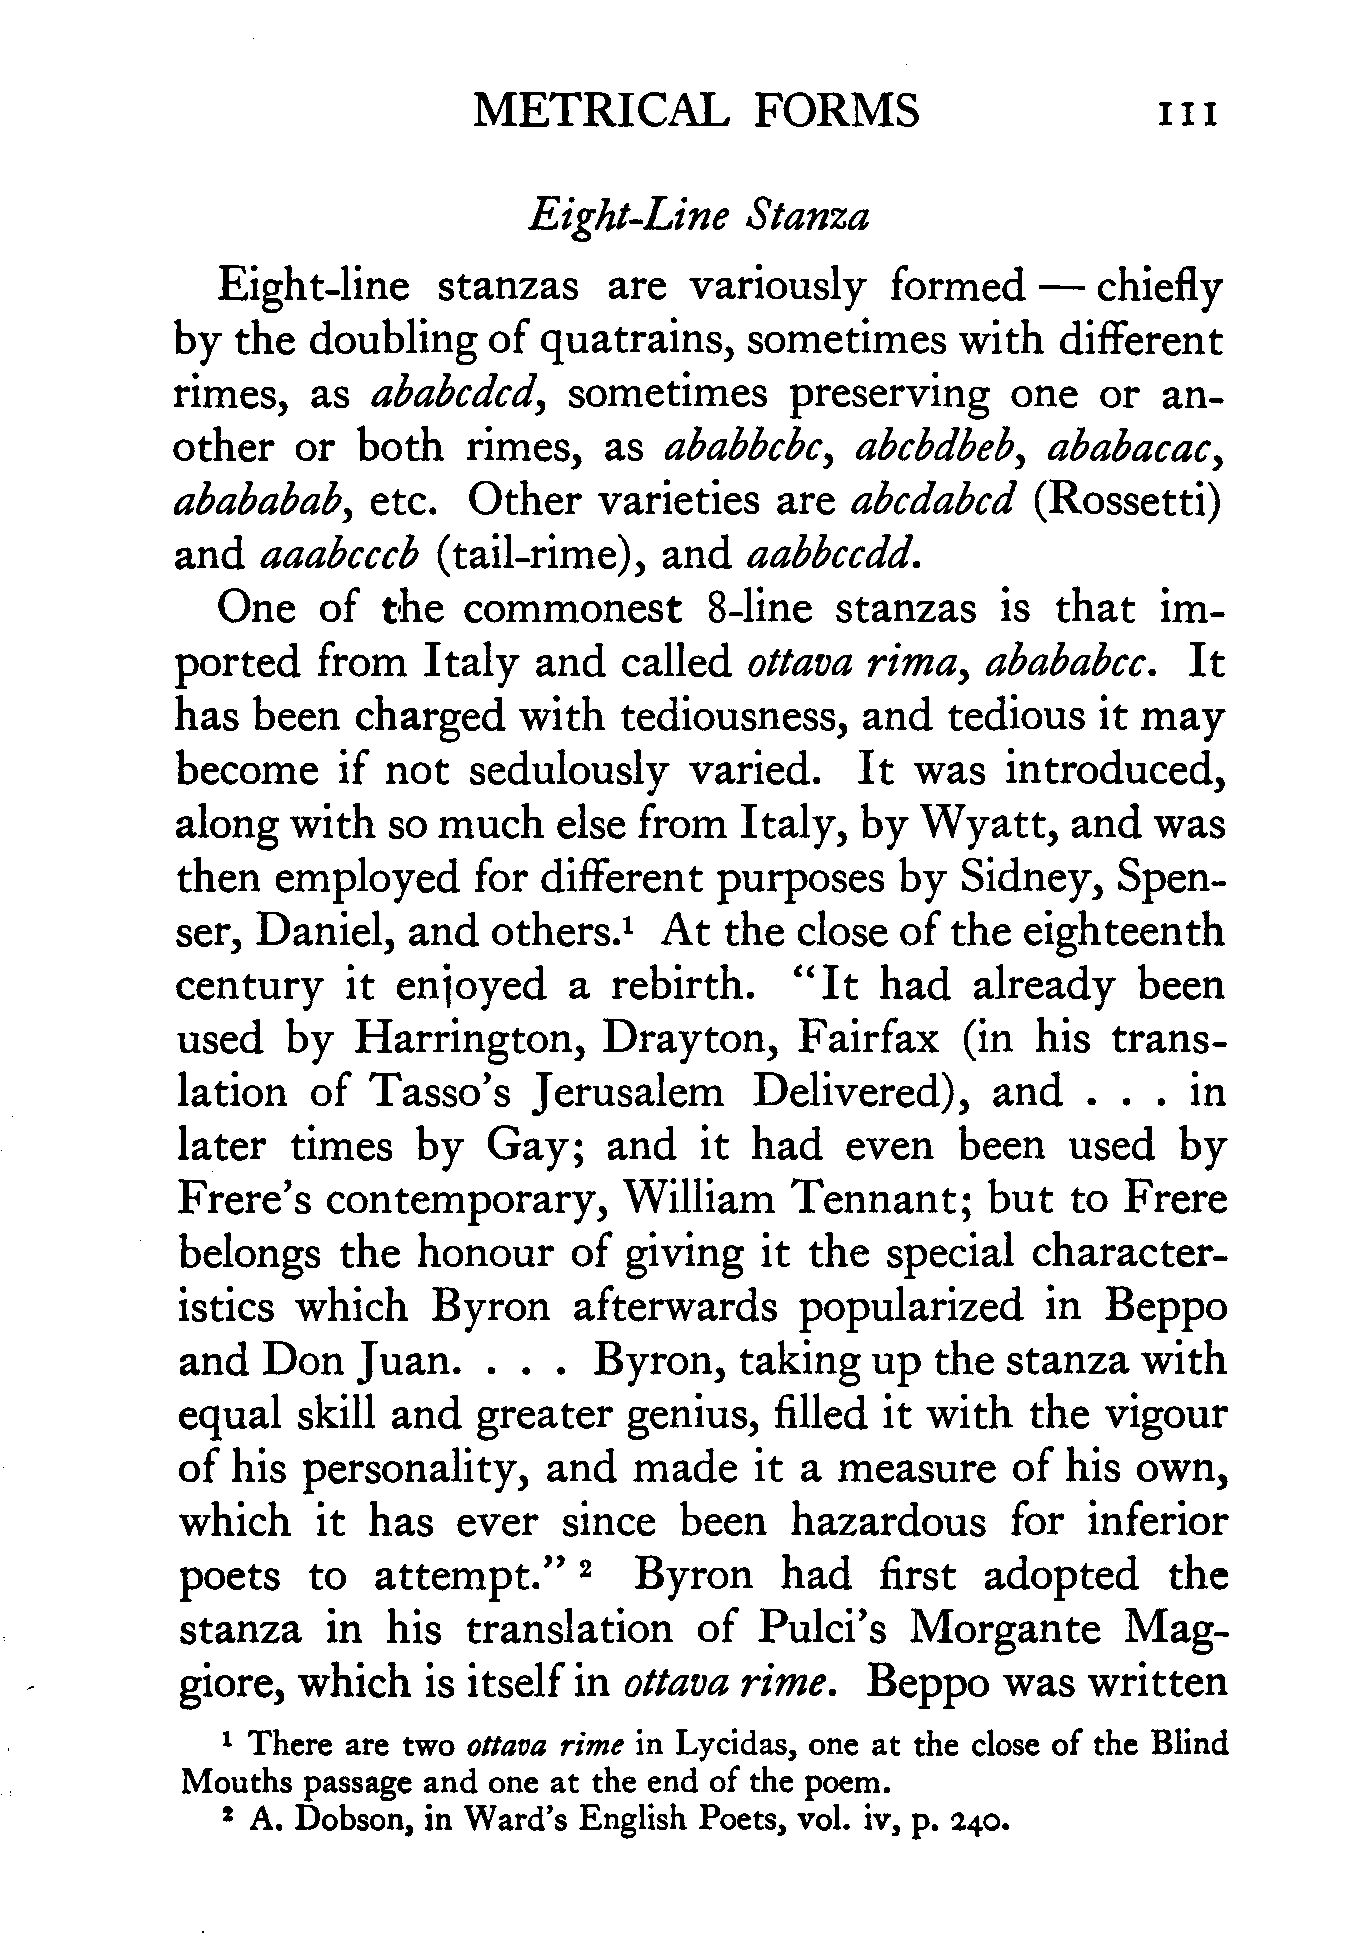 METRICAL FORMS 111
Eight-Line Stanza
Eight-line stanzas are variously formed — chiefly
by the doubling of quatrains, sometimes with different
rimes, as ababcdcd, sometimes preserving one or an-
other or both rimes, as ababbcbc, abcbdbeb, ababacac,
abababab, etc. Other varieties are abcdabcd (Rossetti)
and aaabcccb (tail-rime), and aabbccdd.
One of the commonest 8-line stanzas is that im-
ported from Italy and called ottava rima, abababcc. It
has been charged with tediousness, and tedious it may
become if not sedulously varied. It was introduced,
along with so much else from Italy, by Wyatt, and was
then employed for different purposes by Sidney, Spen-
ser, Daniel, and others.¹ At the close of the eighteenth
century it enjoyed a rebirth. "It had already been
used by Harrington, Drayton, Fairfax (in his trans-
lation of Tasso's Jerusalem Delivered), and . . . in
later times by Gay; and it had even been used by
Frere's contemporary, William Tennant; but to Frere
belongs the honour of giving it the special character-
istics which Byron afterwards popularized in Beppo
and Don Juan. . . . Byron, taking up the stanza with
equal skill and greater genius, filled it with the vigour
of his personality, and made it a measure of his own,
which it has ever since been hazardous for inferior
poets to attempt." ² Byron had first adopted the
stanza in his translation of Pulci's Morgante Mag-
giore, which is itself in ottava rime. Beppo was written
¹ There are two ottava rime in Lycidas, one at the close of the Blind
Mouths passage and one at the end of the poem.
² A. Dobson, in Ward's English Poets, vol. iv, p. 240.